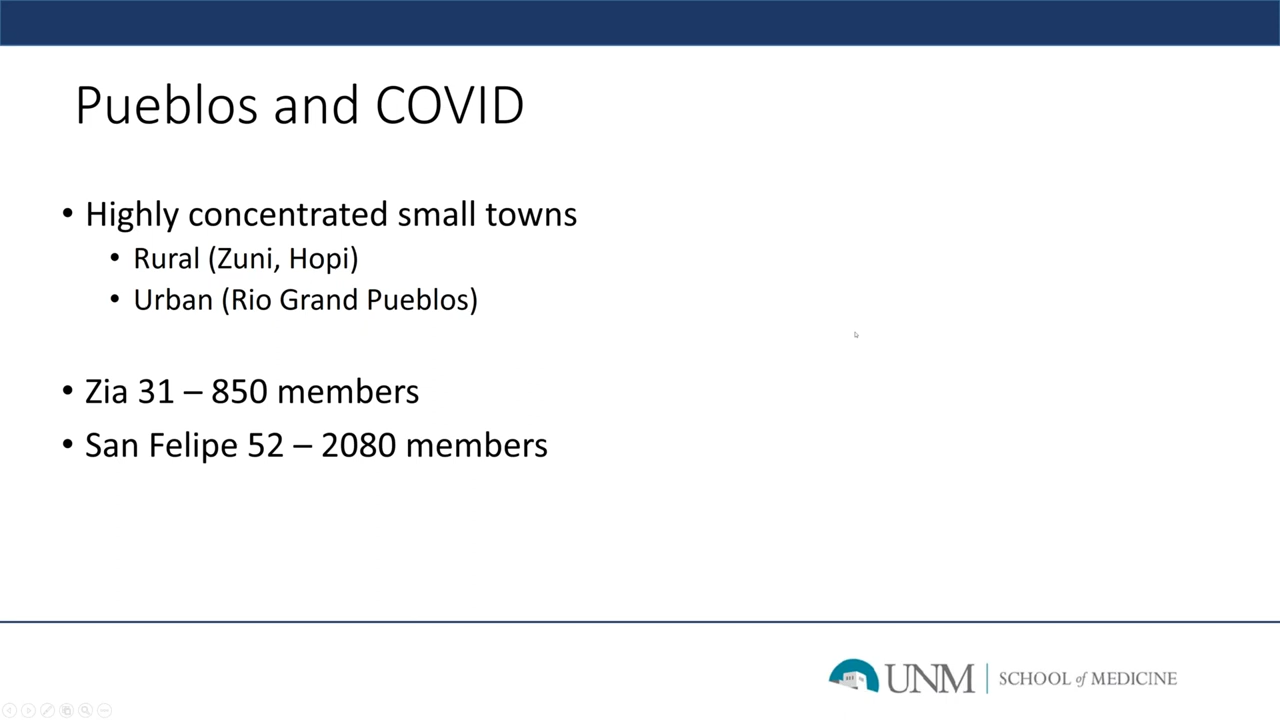 Pueblos and COVID
• Highly concentrated small towns
• Rural (Zuni, Hopi)
• Urban (Rio Grand Pueblos)
• Zia 31 – 850 members
• San Felipe 52 – 2080 members
UNM | SCHOOL of MEDICINE